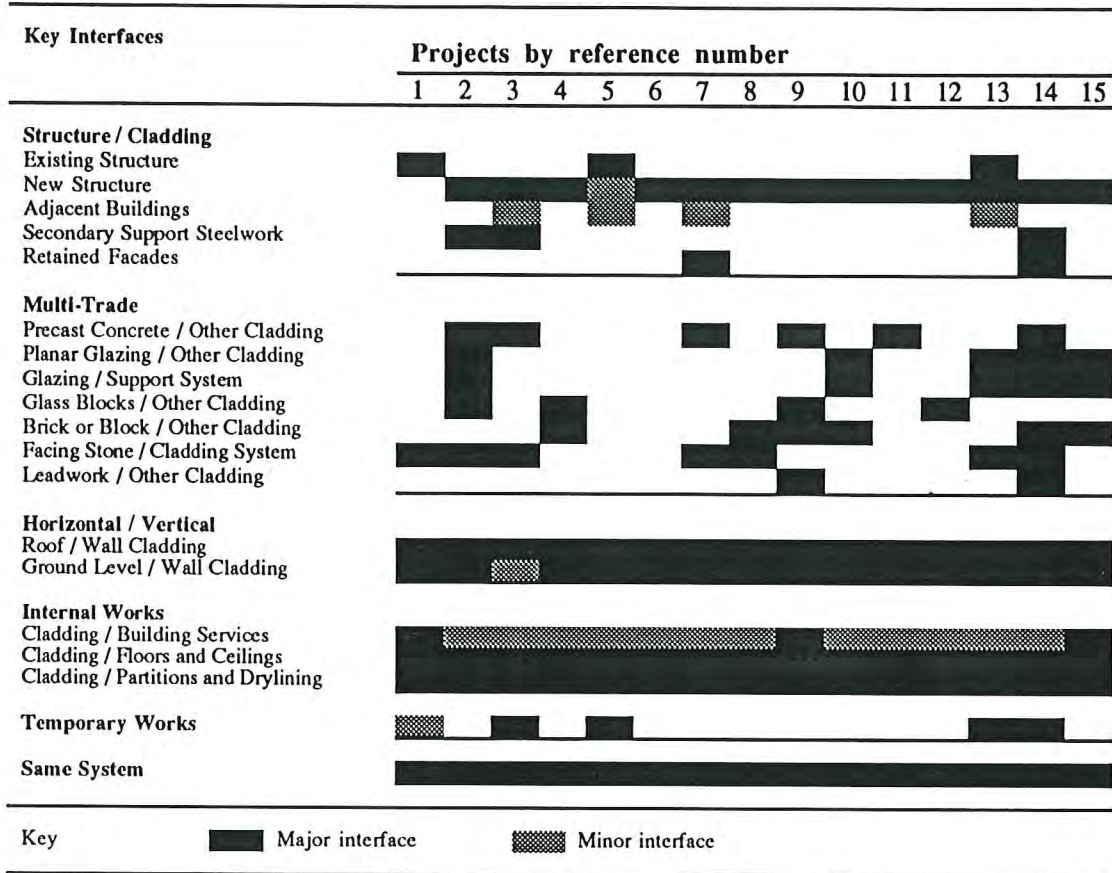 Key Interfaces
Projects by reference number
1 2 3 4 5 6 7 8 9 10 11 12 13 14 15
Structure / Cladding
Existing Structure
New Structure
Adjacent Buildings
Secondary Support Steelwork
Retained Facades
Multi-Trade
Precast Concrete / Other Cladding
Planar Glazing / Other Cladding
Glazing / Support System
Glass Blocks / Other Cladding
Brick or Block / Other Cladding
Facing Stone / Cladding System
Leadwork / Other Cladding
Horizontal / Vertical
Roof / Wall Cladding
Ground Level / Wall Cladding
Internal Works
Cladding / Building Services
Cladding / Floors and Ceilings
Cladding / Partitions and Drylining
Temporary Works
Same System
Key Major interface Minor interface